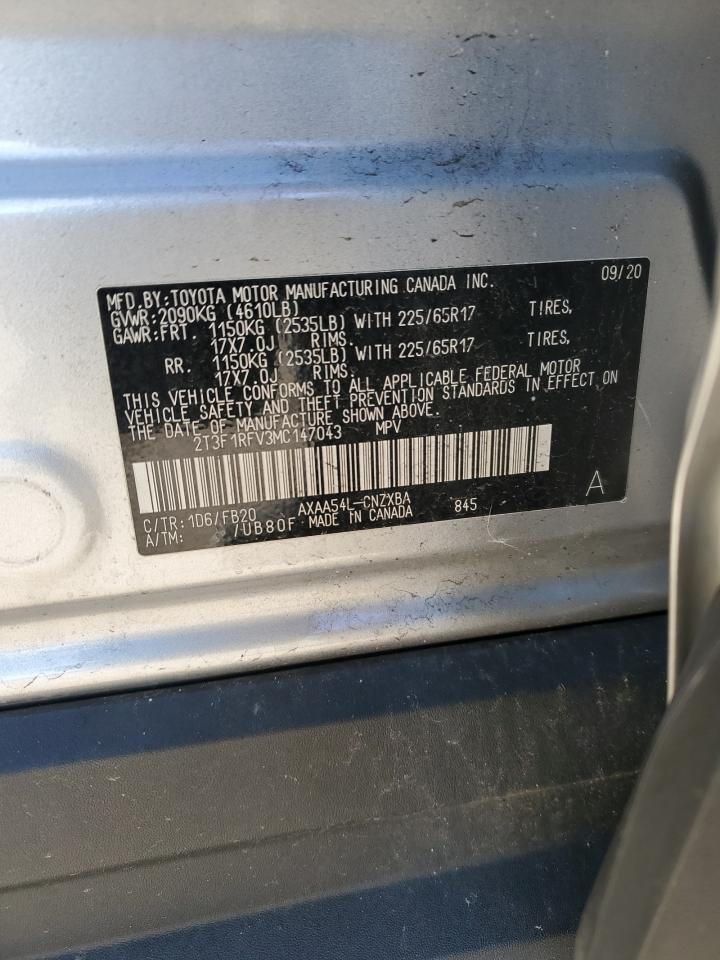 MFD.BY:TOYOTA MOTOR MANUFACTURING CANADA INC. 09/20
GVWR:2090KG (4610LB)
GAWR:FRT. 1150KG (2535LB) WITH 225/65R17 TIRES,
17X7.0J RIMS.
RR. 1150KG (2535LB) WITH 225/65R17 TIRES,
17X7.0J RIMS.
THIS VEHICLE CONFORMS TO ALL APPLICABLE FEDERAL MOTOR
VEHICLE SAFETY AND THEFT PREVENTION STANDARDS IN EFFECT ON
THE DATE OF MANUFACTURE SHOWN ABOVE.
2T3F1RFV3MC147043 MPV
C/TR:1D6/FB20 AXAA54L-CNZXBA 845 A
A/TM: /UB80F MADE IN CANADA